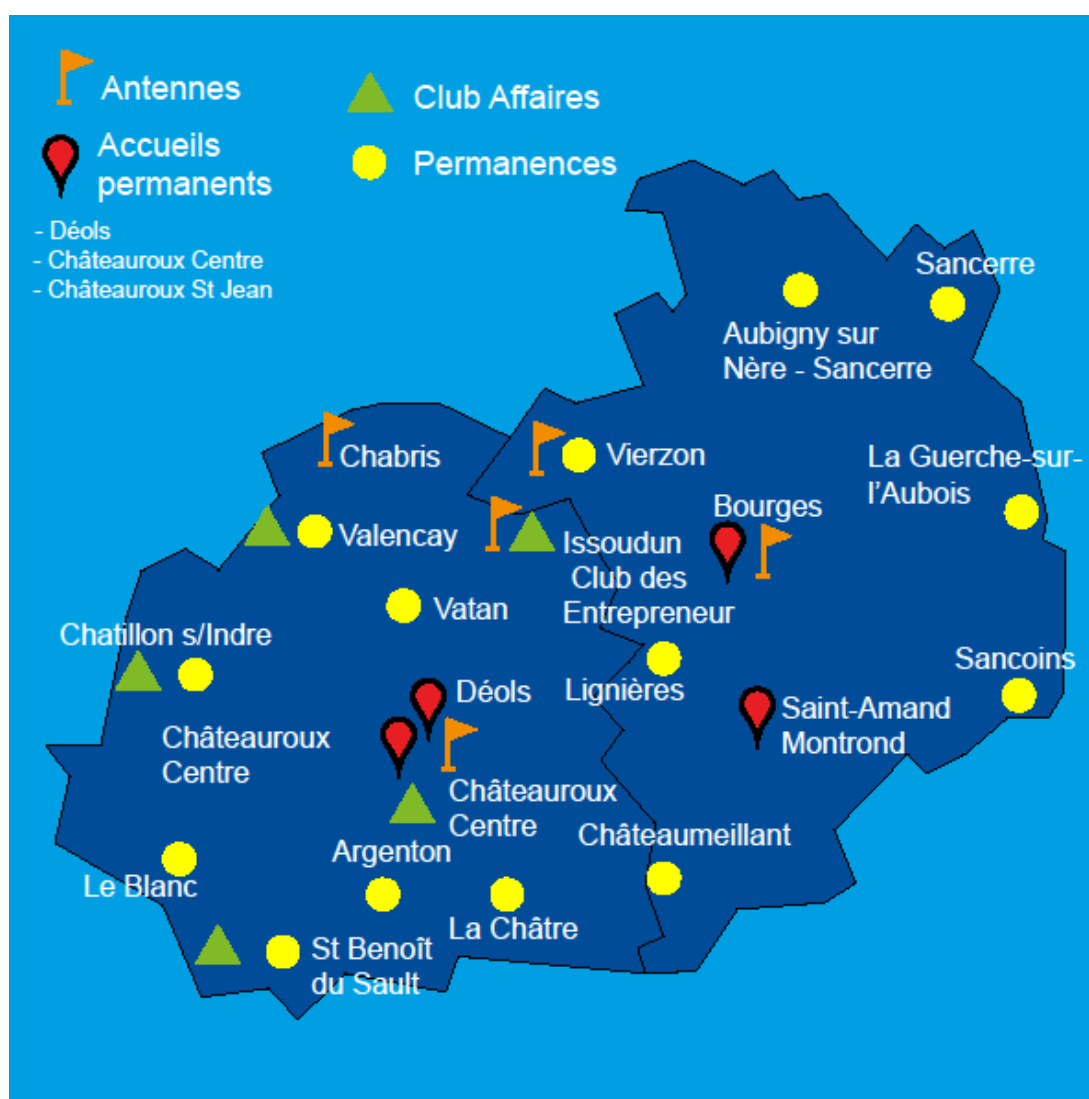 Antennes
Club Affaires
Accueils
permanents
Permanences
- Déols
- Châteauroux Centre
- Châteauroux St Jean
Sancerre
Aubigny sur
Nère - Sancerre
Chabris
Vierzon
La Guerche-sur-
l'Aubois
Bourges
Valencay
Issoudun
Club des
Entrepreneur
Vatan
Chatillon s/Indre
Lignières
Sancoins
Déols
Saint-Amand
Montrond
Châteauroux
Centre
Châteauroux
Centre
Châteaumeillant
Argenton
Le Blanc
La Châtre
St Benoît
du Sault